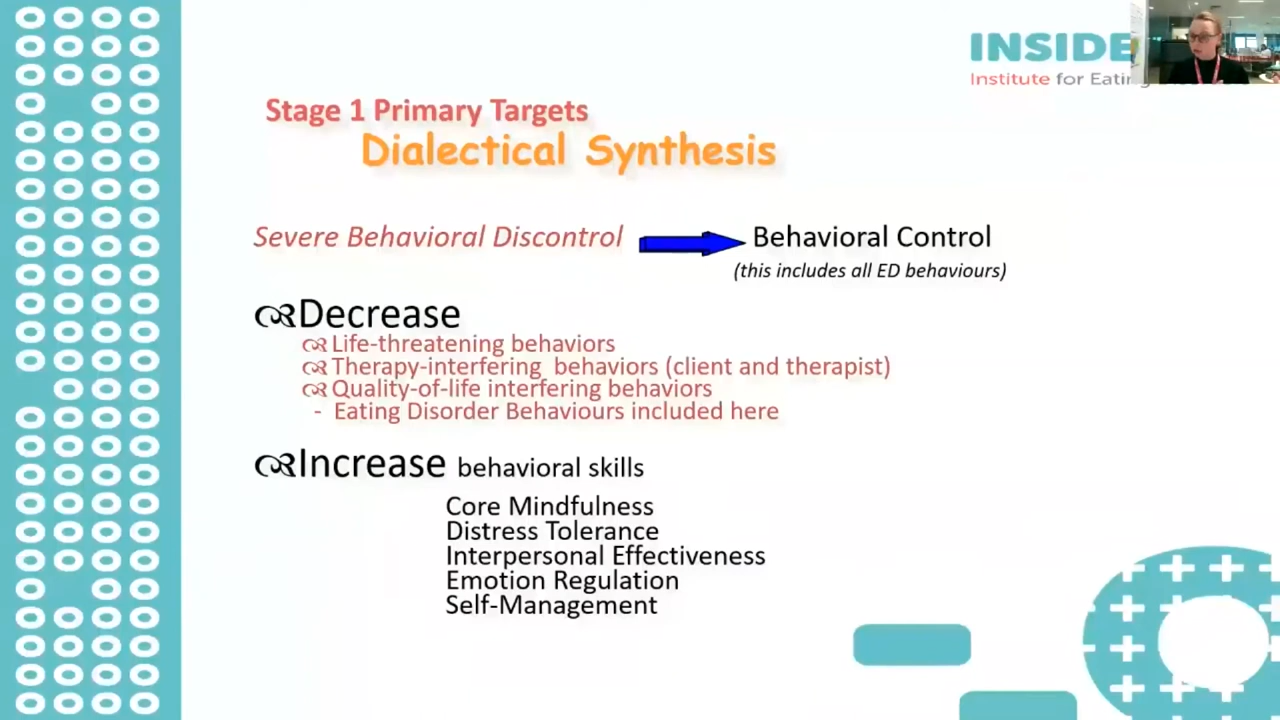 INSIDE
Institute for Eating
Stage 1 Primary Targets
Dialectical Synthesis
Severe Behavioral Discontrol Behavioral Control
(this includes all ED behaviours)
Decrease
Life-threatening behaviors
Therapy-interfering behaviors (client and therapist)
Quality-of-life interfering behaviors
- Eating Disorder Behaviours included here
Increase behavioral skills
Core Mindfulness
Distress Tolerance
Interpersonal Effectiveness
Emotion Regulation
Self-Management